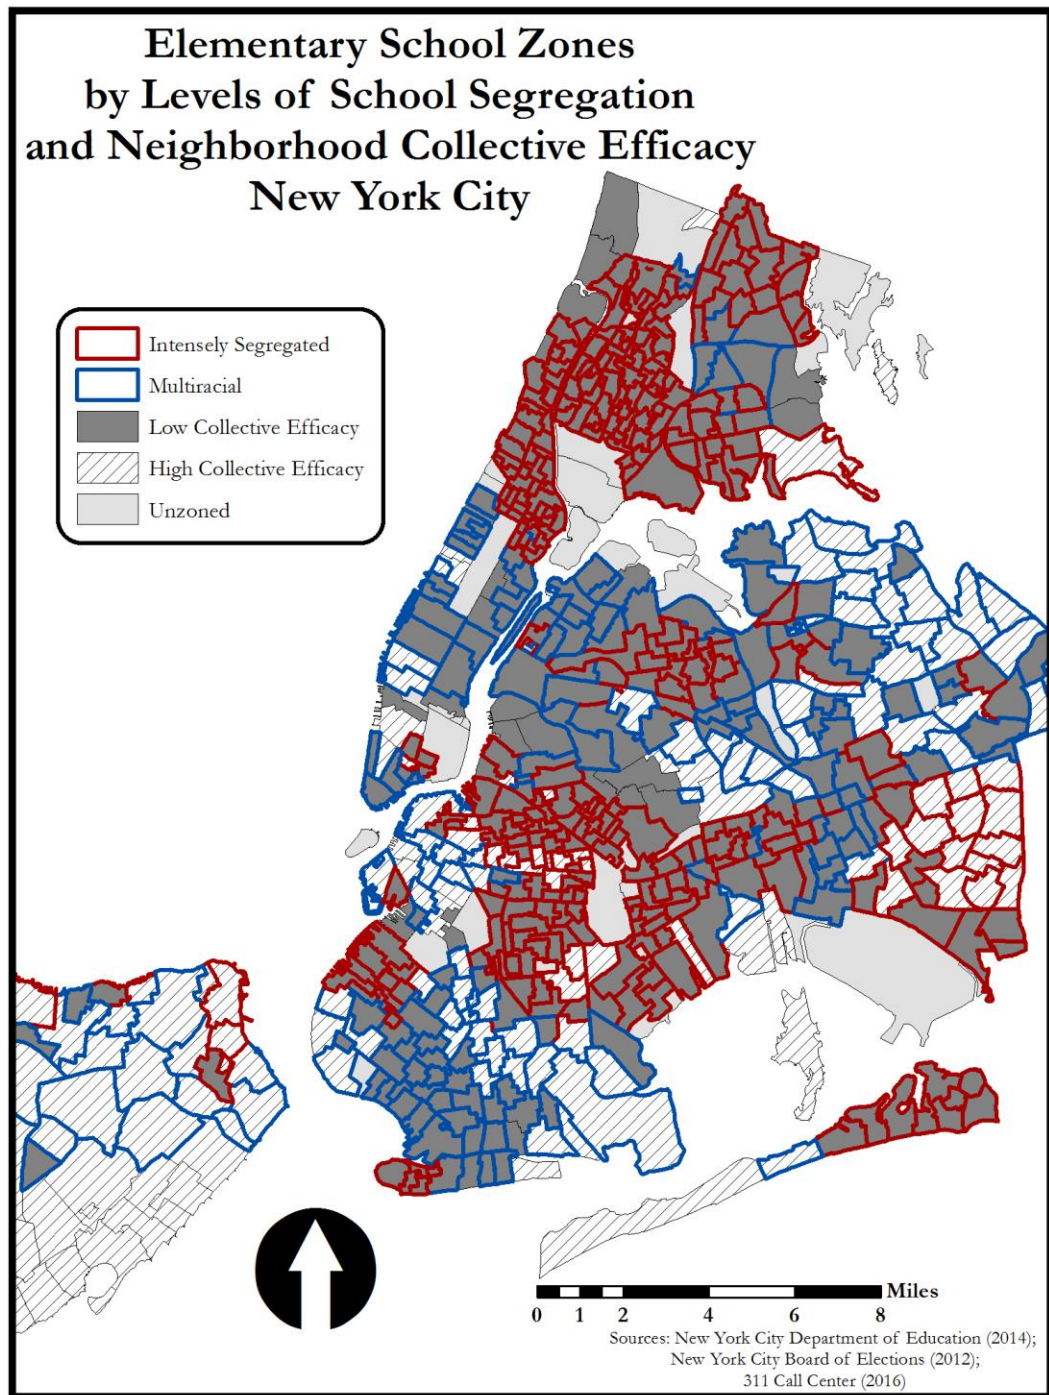 Elementary School Zones
by Levels of School Segregation
and Neighborhood Collective Efficacy
New York City
Intensely Segregated
Multiracial
Low Collective Efficacy
High Collective Efficacy
Unzoned
Miles
0 1 2 4 6 8
Sources: New York City Department of Education (2014);
New York City Board of Elections (2012);
311 Call Center (2016)